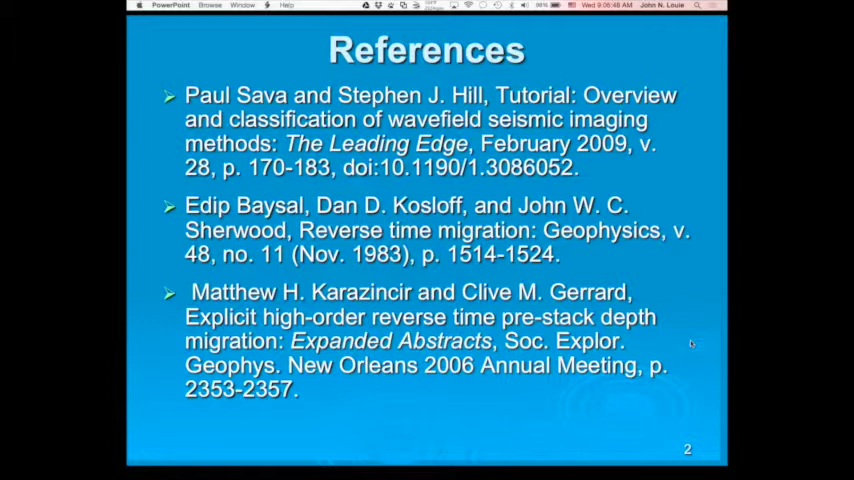 PowerPoint Browse Window Help 98% Wed 9:06:48 AM John N. Louie
References
Paul Sava and Stephen J. Hill, Tutorial: Overview
and classification of wavefield seismic imaging
methods: The Leading Edge, February 2009, v.
28, p. 170-183, doi:10.1190/1.3086052.
Edip Baysal, Dan D. Kosloff, and John W. C.
Sherwood, Reverse time migration: Geophysics, v.
48, no. 11 (Nov. 1983), p. 1514-1524.
Matthew H. Karazincir and Clive M. Gerrard,
Explicit high-order reverse time pre-stack depth
migration: Expanded Abstracts, Soc. Explor.
Geophys. New Orleans 2006 Annual Meeting, p.
2353-2357.
2